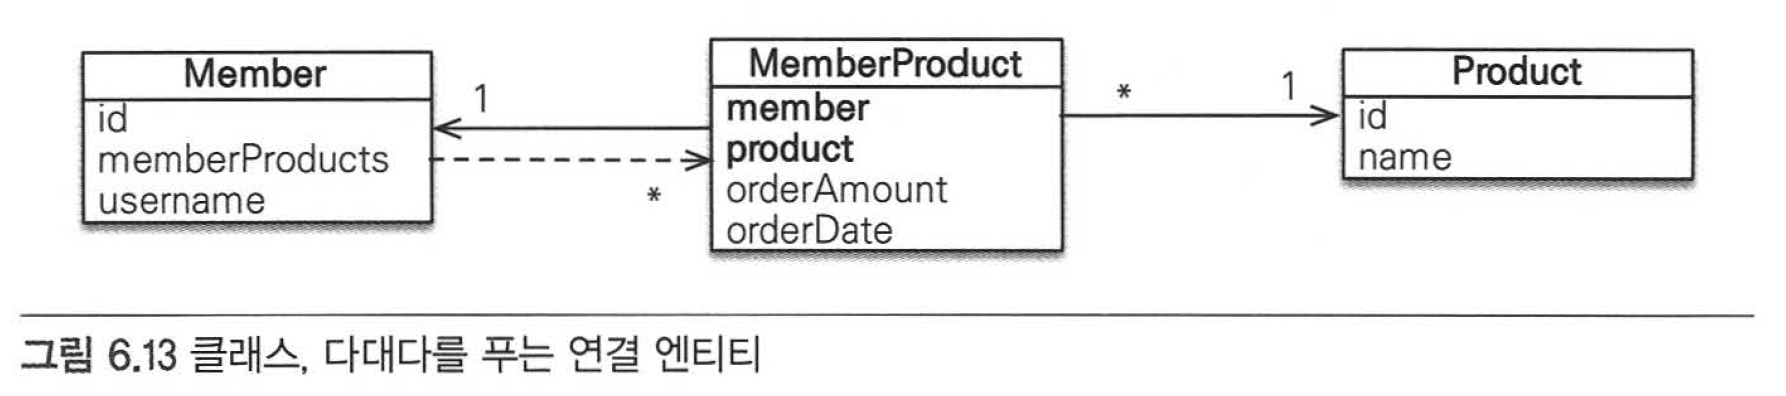 Member
id
memberProducts
username
1
*
MemberProduct
member
product
orderAmount
orderDate
*
1
Product
id
name
그림 6.13 클래스, 다대다를 푸는 연결 엔티티